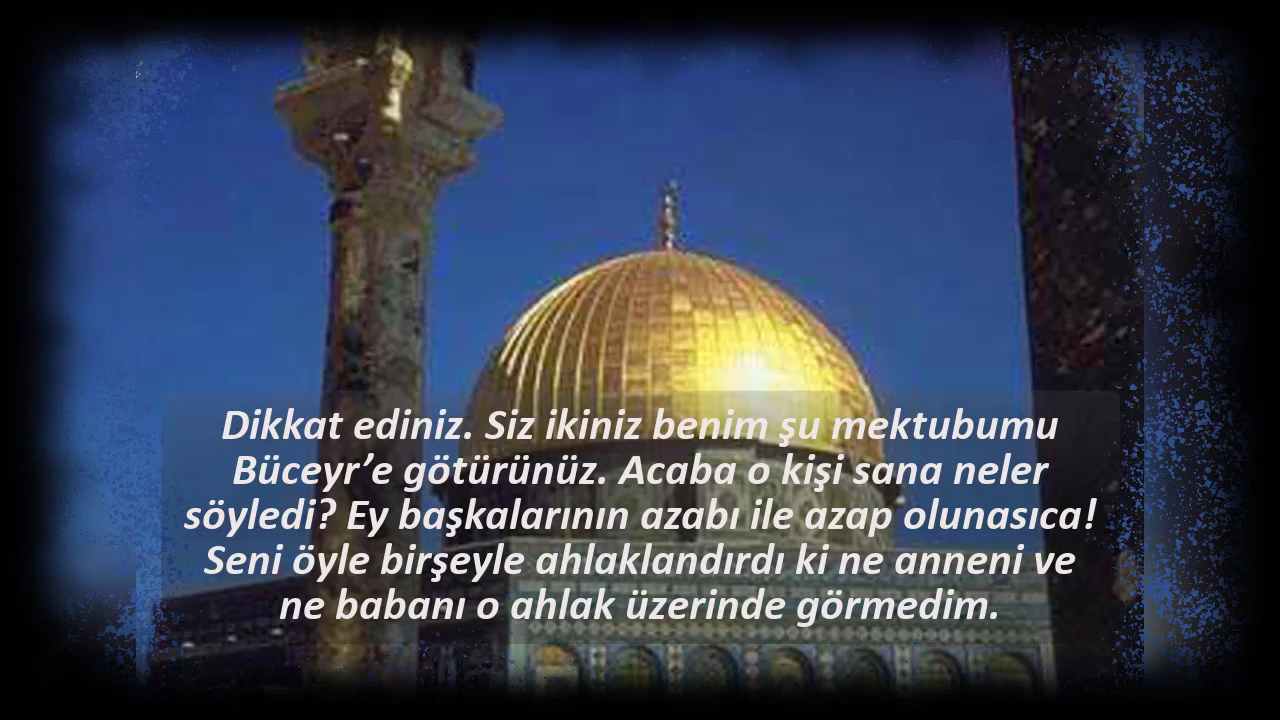 Dikkat ediniz. Siz ikiniz benim şu mektubumu
Büceyr’e götürünüz. Acaba o kişi sana neler
söyledi? Ey başkalarının azabı ile azap olunasıca!
Seni öyle birşeyle ahlaklandırdı ki ne anneni ve
ne babanı o ahlak üzerinde görmedim.